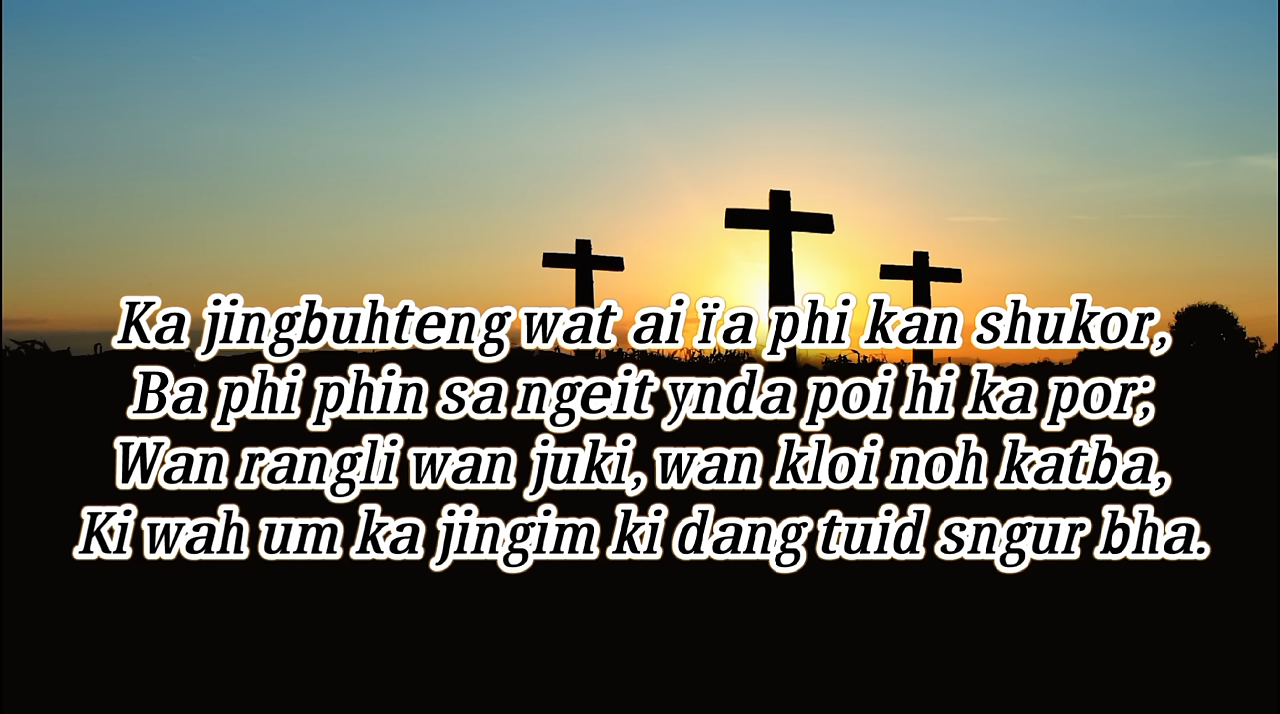 Ka jingbuhteng wat ai ïa phi kan shukor,
Ba phi phin sa ngeit ynda poi hi ka por;
Wan rangli wan juki, wan kloi noh katba,
Ki wah um ka jingim ki dang tuid sngur bha.